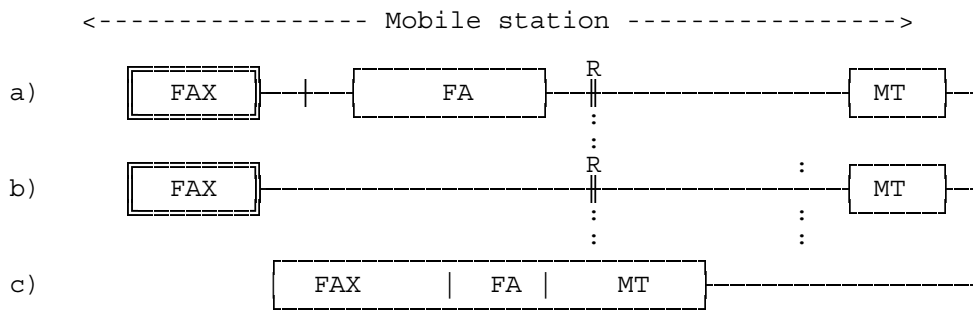 <----------------- Mobile station ----------------->
R
a) FAX FA MT
R
b) FAX MT
c) FAX | FA | MT